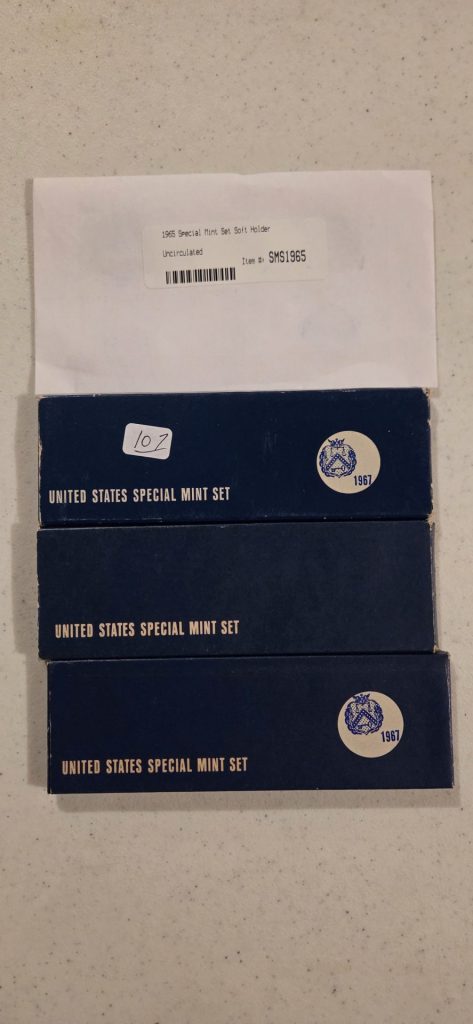 1965 Special Mint Set Soft Holder
Uncirculated
Item #: SMS1965
107
UNITED STATES SPECIAL MINT SET
1967
UNITED STATES SPECIAL MINT SET
UNITED STATES SPECIAL MINT SET
1967